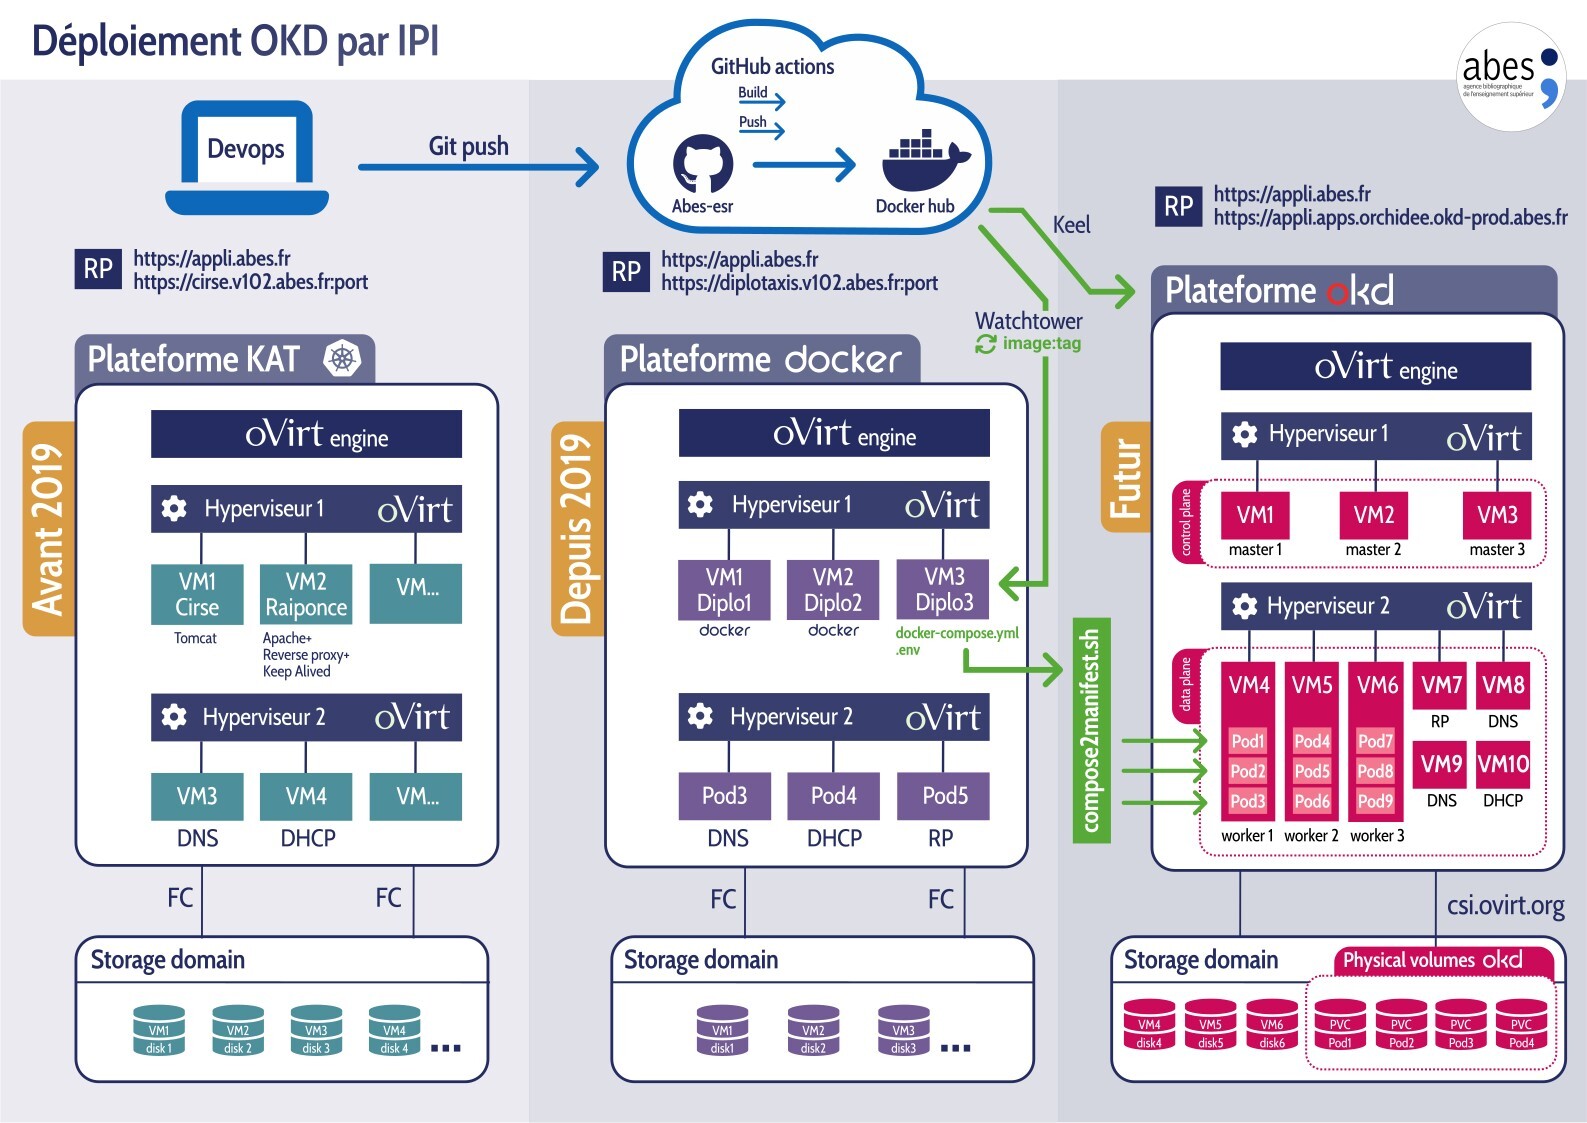 Déploiement OKD par IPI
abes
agence bibliographique
de l'enseignement supérieur
Devops
Git push
GitHub actions
Build
Push
Abes-esr
Docker hub
Keel
RP
https://appli.abes.fr
https://cirse.v102.abes.fr:port
RP
https://appli.abes.fr
https://diplotaxis.v102.abes.fr:port
RP
https://appli.abes.fr
https://appli.apps.orchidee.okd-prod.abes.fr
Watchtower
image:tag
Avant 2019
Plateforme KAT
oVirt engine
Hyperviseur 1 oVirt
VM1
Cirse
Tomcat
VM2
Raiponce
Apache+
Reverse proxy+
Keep Alived
VM...
Hyperviseur 2 oVirt
VM3
DNS
VM4
DHCP
VM...
FC
FC
Storage domain
VM1
disk 1
VM2
disk 2
VM3
disk 3
VM4
disk 4
...
Depuis 2019
Plateforme docker
oVirt engine
Hyperviseur 1 oVirt
VM1
Diplo1
docker
VM2
Diplo2
docker
VM3
Diplo3
docker-compose.yml
.env
Hyperviseur 2 oVirt
Pod3
DNS
Pod4
DHCP
Pod5
RP
FC
FC
Storage domain
VM1
disk1
VM2
disk2
VM3
disk3
...
compose2manifest.sh
Futur
Plateforme okd
oVirt engine
Hyperviseur 1 oVirt
control plane
VM1
master 1
VM2
master 2
VM3
master 3
Hyperviseur 2 oVirt
data plane
VM4
Pod1
Pod2
Pod3
worker 1
VM5
Pod4
Pod5
Pod6
worker 2
VM6
Pod7
Pod8
Pod9
worker 3
VM7
RP
VM8
DNS
VM9
DNS
VM10
DHCP
csi.ovirt.org
Storage domain
Physical volumes okd
VM4
disk4
VM5
disk5
VM6
disk6
PVC
Pod1
PVC
Pod2
PVC
Pod3
PVC
Pod4